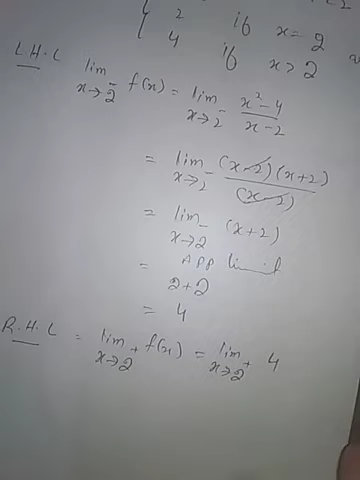 { 2 if x = 2
4 if x > 2
L.H.L lim x→2⁻ f(x) = lim x→2⁻ x²-4 / x-2
= lim x→2⁻ (x-2)(x+2) / (x-2)
= lim x→2⁻ (x+2)
= APP limit
2+2
= 4
R.H.L = lim x→2⁺ f(x) = lim x→2⁺ 4